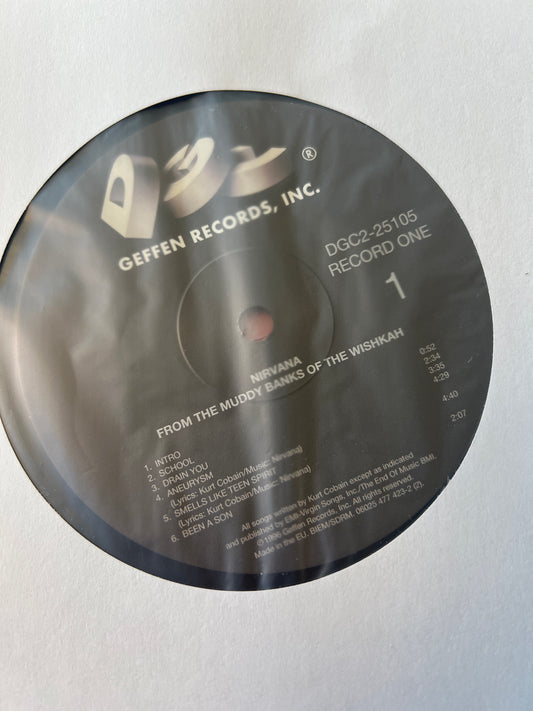 DGC ®
GEFFEN RECORDS, INC.
DGC2-25105
RECORD ONE
1
NIRVANA
FROM THE MUDDY BANKS OF THE WISHKAH
1. INTRO 0:52
2. SCHOOL 2:34
3. DRAIN YOU 3:35
4. ANEURYSM 4:29
(Lyrics: Kurt Cobain/Music: Nirvana)
5. SMELLS LIKE TEEN SPIRIT 4:40
(Lyrics: Kurt Cobain/Music: Nirvana)
6. BEEN A SON 2:07
All songs written by Kurt Cobain except as indicated
and published by EMI-Virgin Songs, Inc./The End Of Music BMI.
℗1996 Geffen Records, Inc. All rights reserved.
Made in the EU. BIEM/SDRM. 06025 477 423-2 (7).